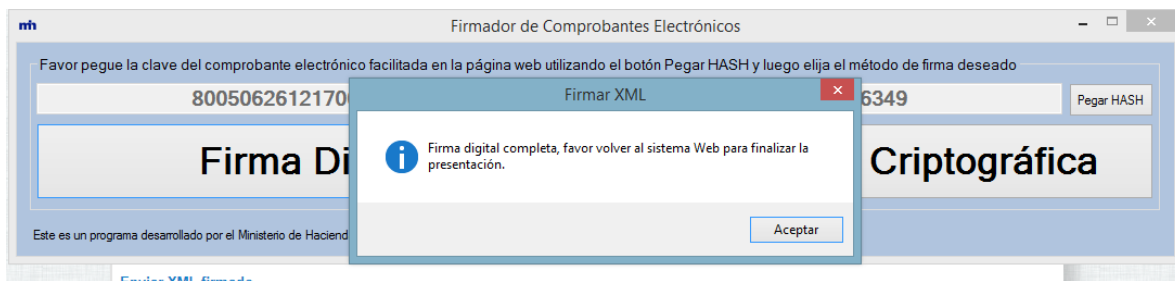 mh
Firmador de Comprobantes Electrónicos
Favor pegue la clave del comprobante electrónico facilitada en la página web utilizando el botón Pegar HASH y luego elija el método de firma deseado
Firmar XML
6349
Pegar HASH
Firma
Firma digital completa, favor volver al sistema Web para finalizar la
presentación.
Criptográfica
Aceptar
Este es un programa desarrollado por el Ministerio de
Enviar XML firmado